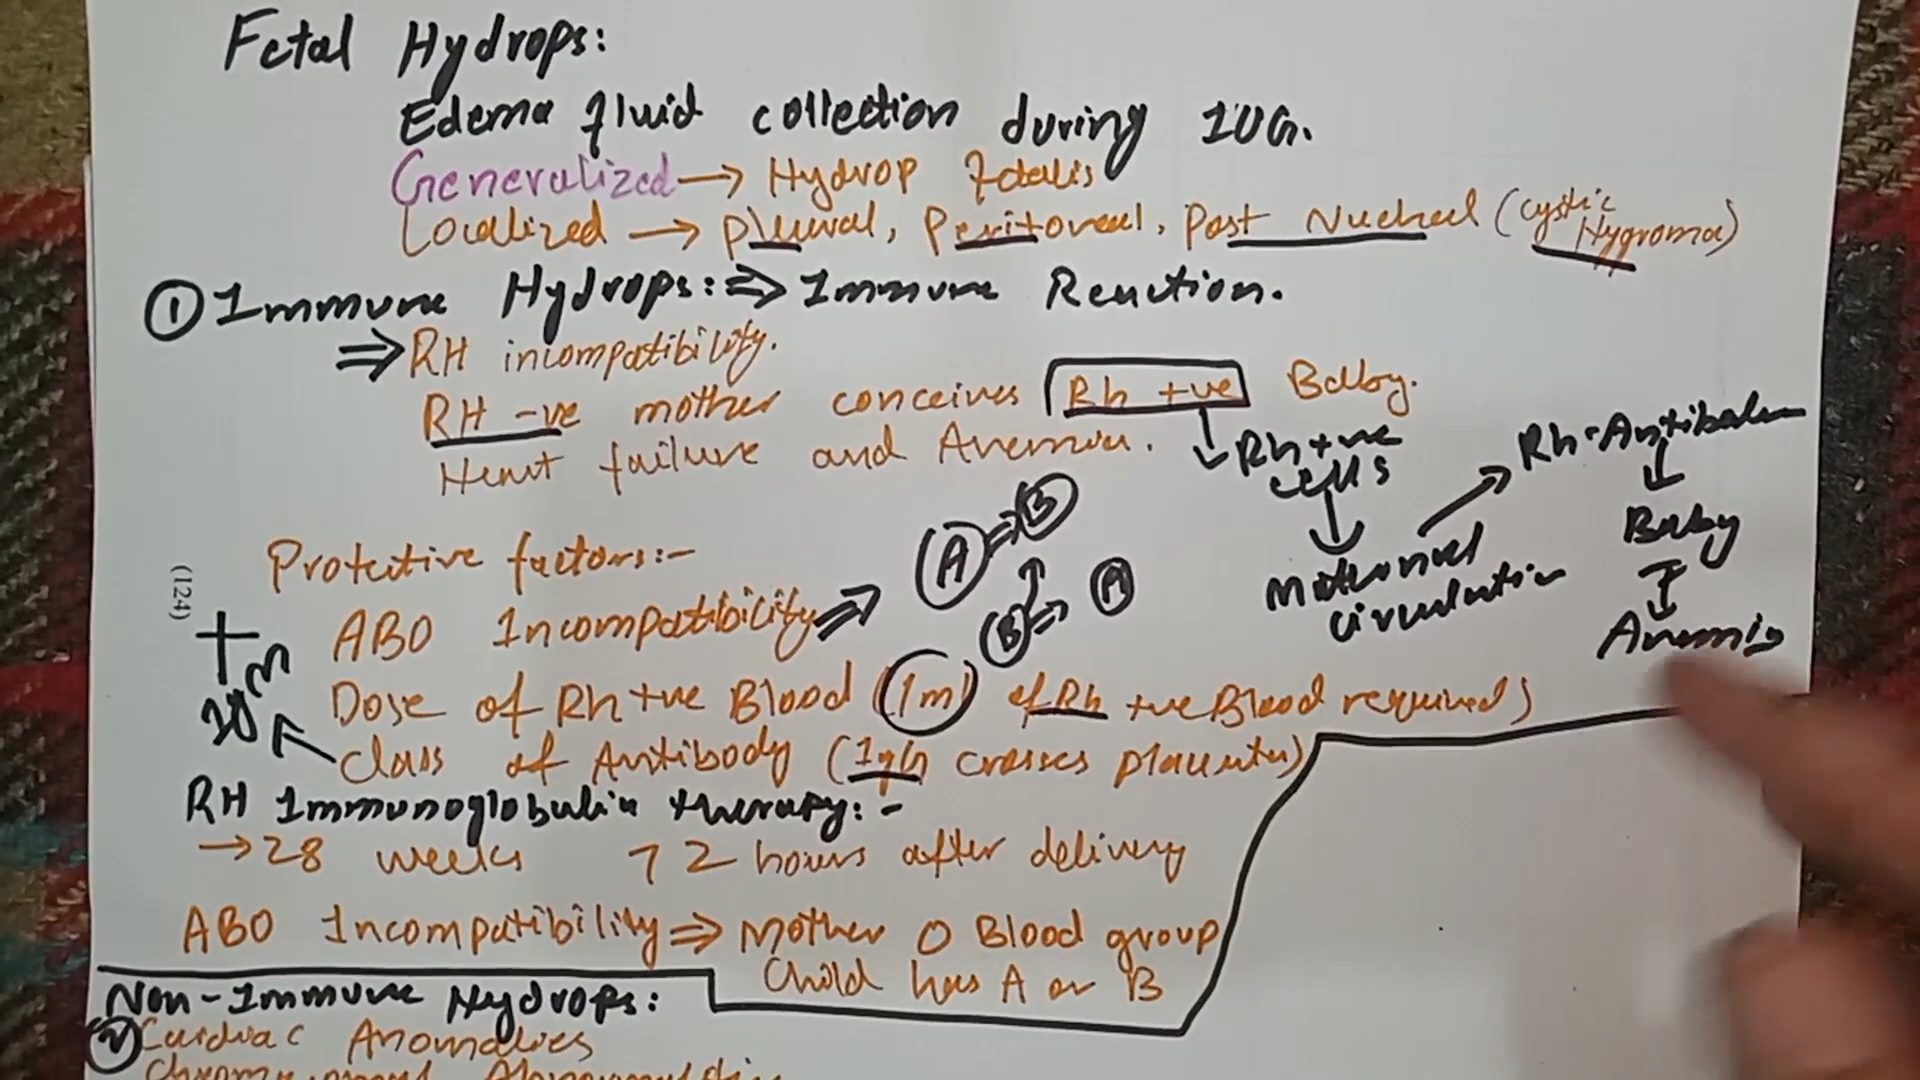 Fetal Hydrops:
Edema fluid collection during IUG.
Generalized → Hydrop fetalis
Localized → pleural, Peritoneal, Post Nucheal (cystic Hygroma)
① Immune Hydrops: ⇒ Immune Reaction.
⇒ RH incompatibility.
RH -ve mother conceives Rh +ve Baby.
Heart failure and Anemia.
↓ Rh +ve cells
↓
Maternal circulation
↗ Rh-Antibodies
↓
Baby
↓
Anemia
Protective factors:-
ABO Incompatibility ⇒ A ⇒ B
B ⇒ A
Dose of Rh +ve Blood (1ml of Rh +ve Blood required)
Class of Antibody (IgG crosses placenta)
RH Immunoglobulin therapy:-
→ 28 weeks 72 hours after delivery
ABO Incompatibility ⇒ Mother O Blood group
Child has A or B
(124)
Non-Immune Hydrops:
② Cardiac Anomalies